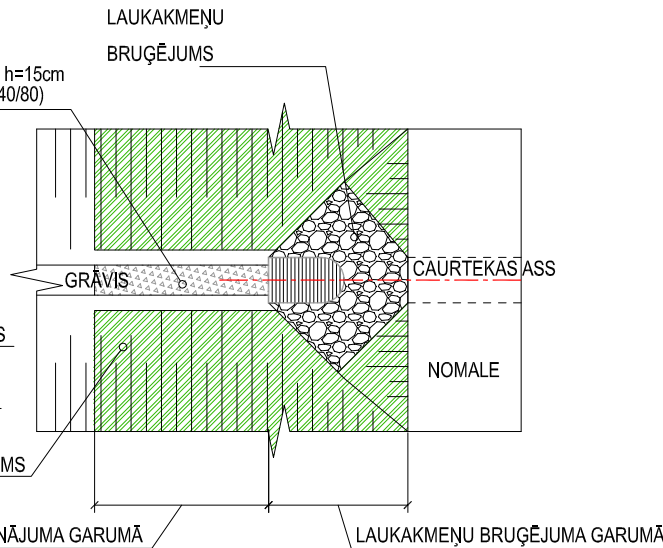 LAUKAKMEŅU
BRUĢĒJUMS
h=15cm
40/80)
GRĀVIS
CAURTEKAS ASS
S
NOMALE
MS
NĀJUMA GARUMĀ
LAUKAKMEŅU BRUĢĒJUMA GARUMĀ